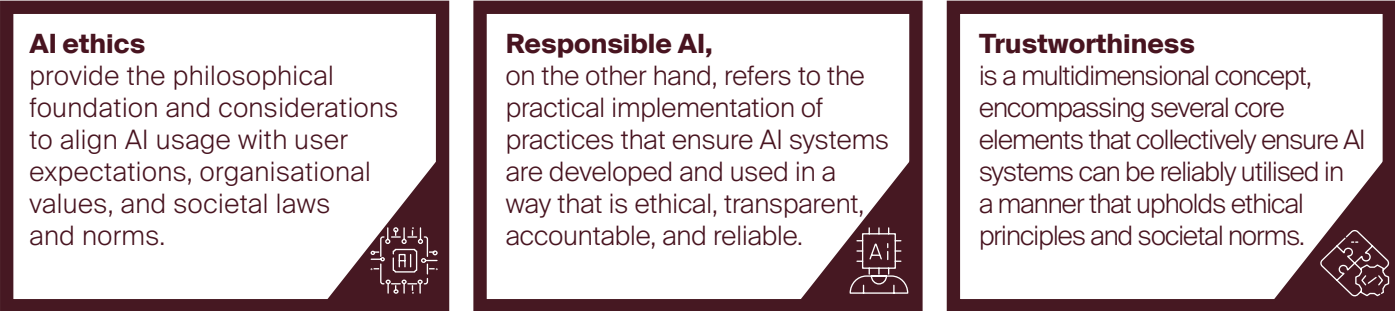 AI ethics
provide the philosophical
foundation and considerations
to align AI usage with user
expectations, organisational
values, and societal laws
and norms.
AI
Responsible AI,
on the other hand, refers to the
practical implementation of
practices that ensure AI systems
are developed and used in a
way that is ethical, transparent,
accountable, and reliable.
Ai
Trustworthiness
is a multidimensional concept,
encompassing several core
elements that collectively ensure AI
systems can be reliably utilised in
a manner that upholds ethical
principles and societal norms.